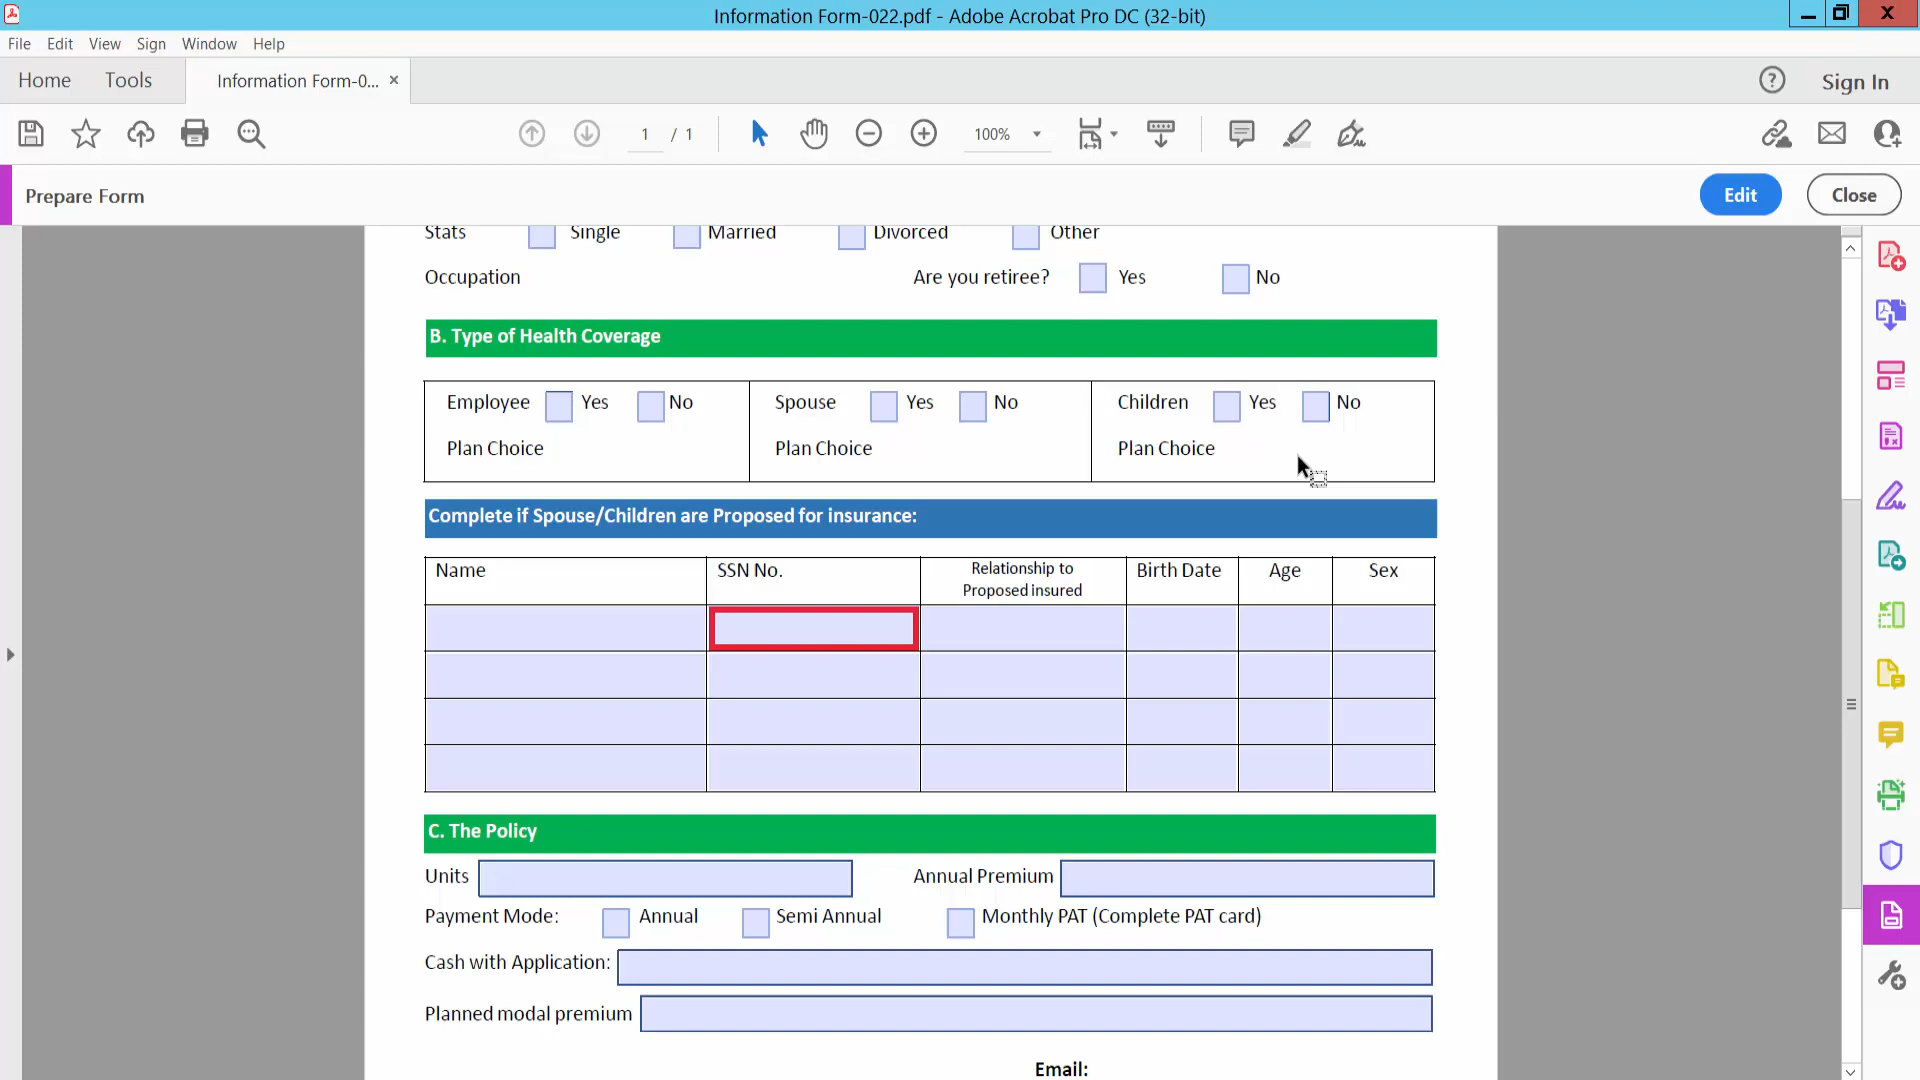 Information Form-022.pdf - Adobe Acrobat Pro DC (32-bit)
File Edit View Sign Window Help
Home Tools Information Form-0... × ? Sign In
1 / 1 100%
Prepare Form Edit Close
Stats Single Married Divorced Other
Occupation Are you retiree? Yes No
B. Type of Health Coverage
Employee Yes No Spouse Yes No Children Yes No
Plan Choice Plan Choice Plan Choice
Complete if Spouse/Children are Proposed for insurance:
Name SSN No. Relationship to Proposed insured Birth Date Age Sex
C. The Policy
Units Annual Premium
Payment Mode: Annual Semi Annual Monthly PAT (Complete PAT card)
Cash with Application:
Planned modal premium
Email: